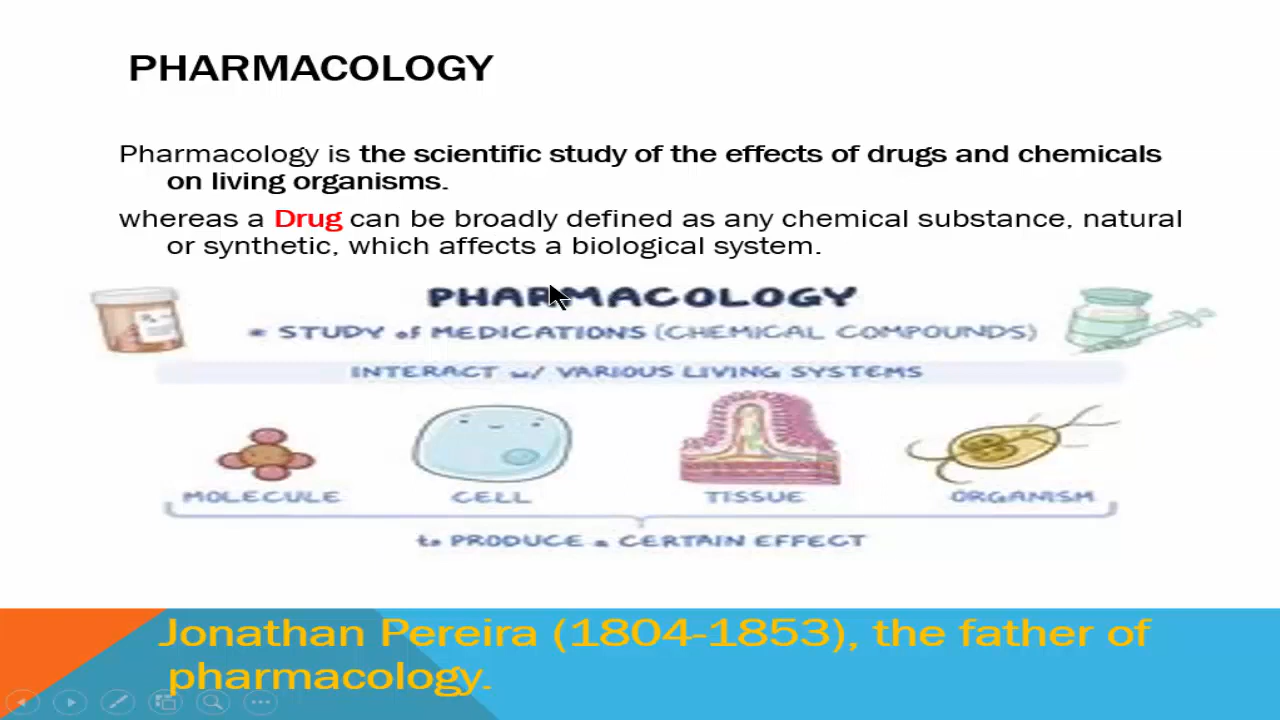 PHARMACOLOGY
Pharmacology is the scientific study of the effects of drugs and chemicals
on living organisms.
whereas a Drug can be broadly defined as any chemical substance, natural
or synthetic, which affects a biological system.
PHARMACOLOGY
* STUDY of MEDICATIONS (CHEMICAL COMPOUNDS)
INTERACT w/ VARIOUS LIVING SYSTEMS
MOLECULE CELL TISSUE ORGANISM
to PRODUCE a CERTAIN EFFECT
Jonathan Pereira (1804-1853), the father of
pharmacology.